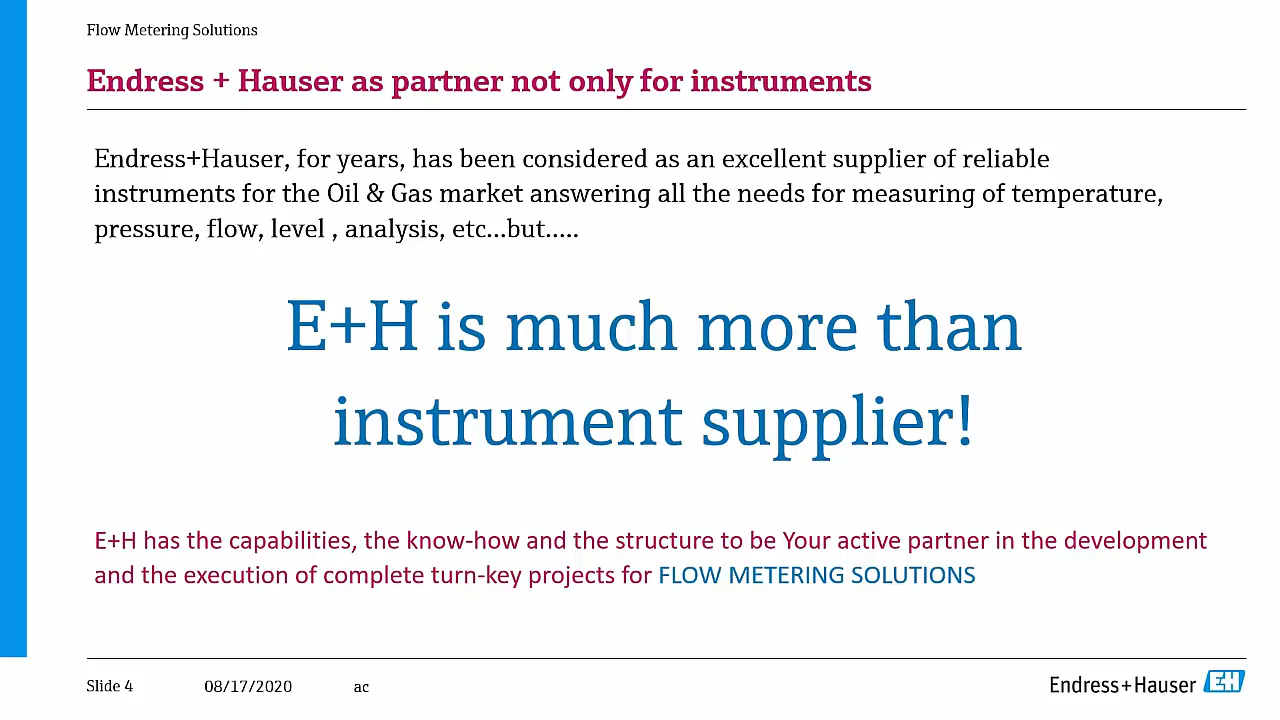 Flow Metering Solutions
Endress + Hauser as partner not only for instruments
Endress+Hauser, for years, has been considered as an excellent supplier of reliable
instruments for the Oil & Gas market answering all the needs for measuring of temperature,
pressure, flow, level , analysis, etc...but.....
E+H is much more than
instrument supplier!
E+H has the capabilities, the know-how and the structure to be Your active partner in the development
and the execution of complete turn-key projects for FLOW METERING SOLUTIONS
Slide 4 08/17/2020 ac Endress+Hauser EH